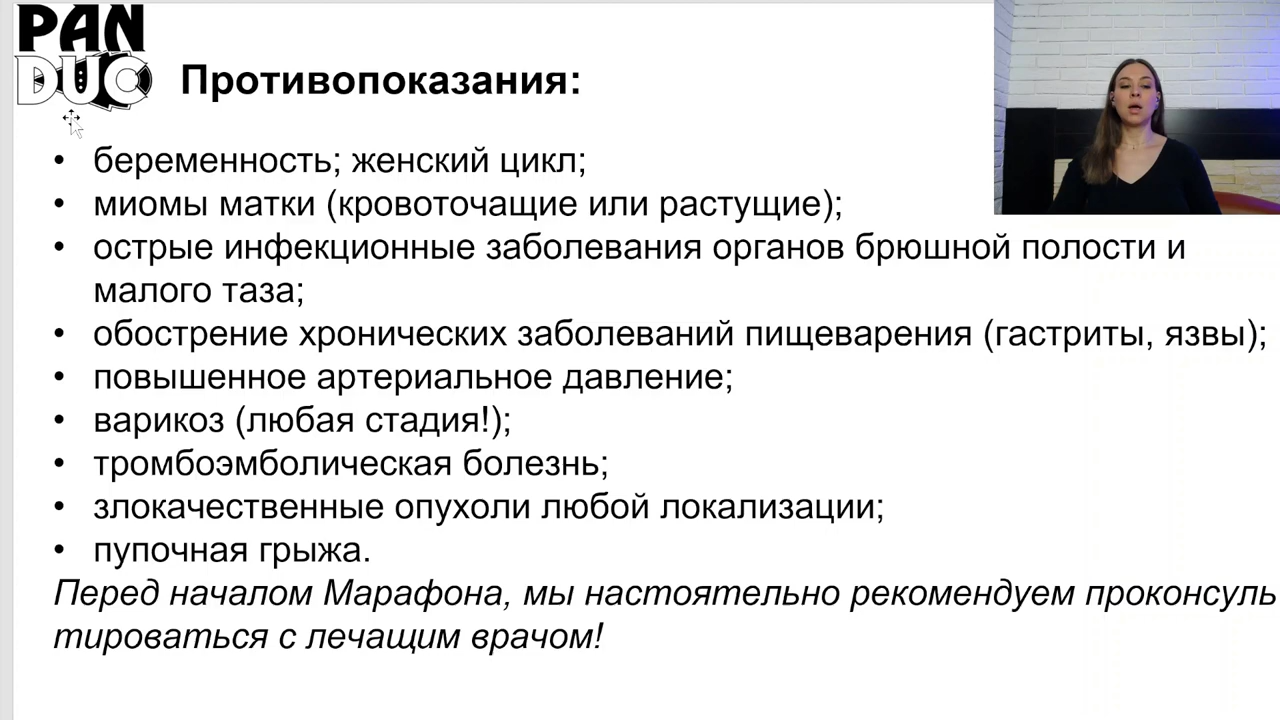 PAN
DUC
Противопоказания:
• беременность; женский цикл;
• миомы матки (кровоточащие или растущие);
• острые инфекционные заболевания органов брюшной полости и
малого таза;
• обострение хронических заболеваний пищеварения (гастриты, язвы);
• повышенное артериальное давление;
• варикоз (любая стадия!);
• тромбоэмболическая болезнь;
• злокачественные опухоли любой локализации;
• пупочная грыжа.
Перед началом Марафона, мы настоятельно рекомендуем проконсуль
тироваться с лечащим врачом!